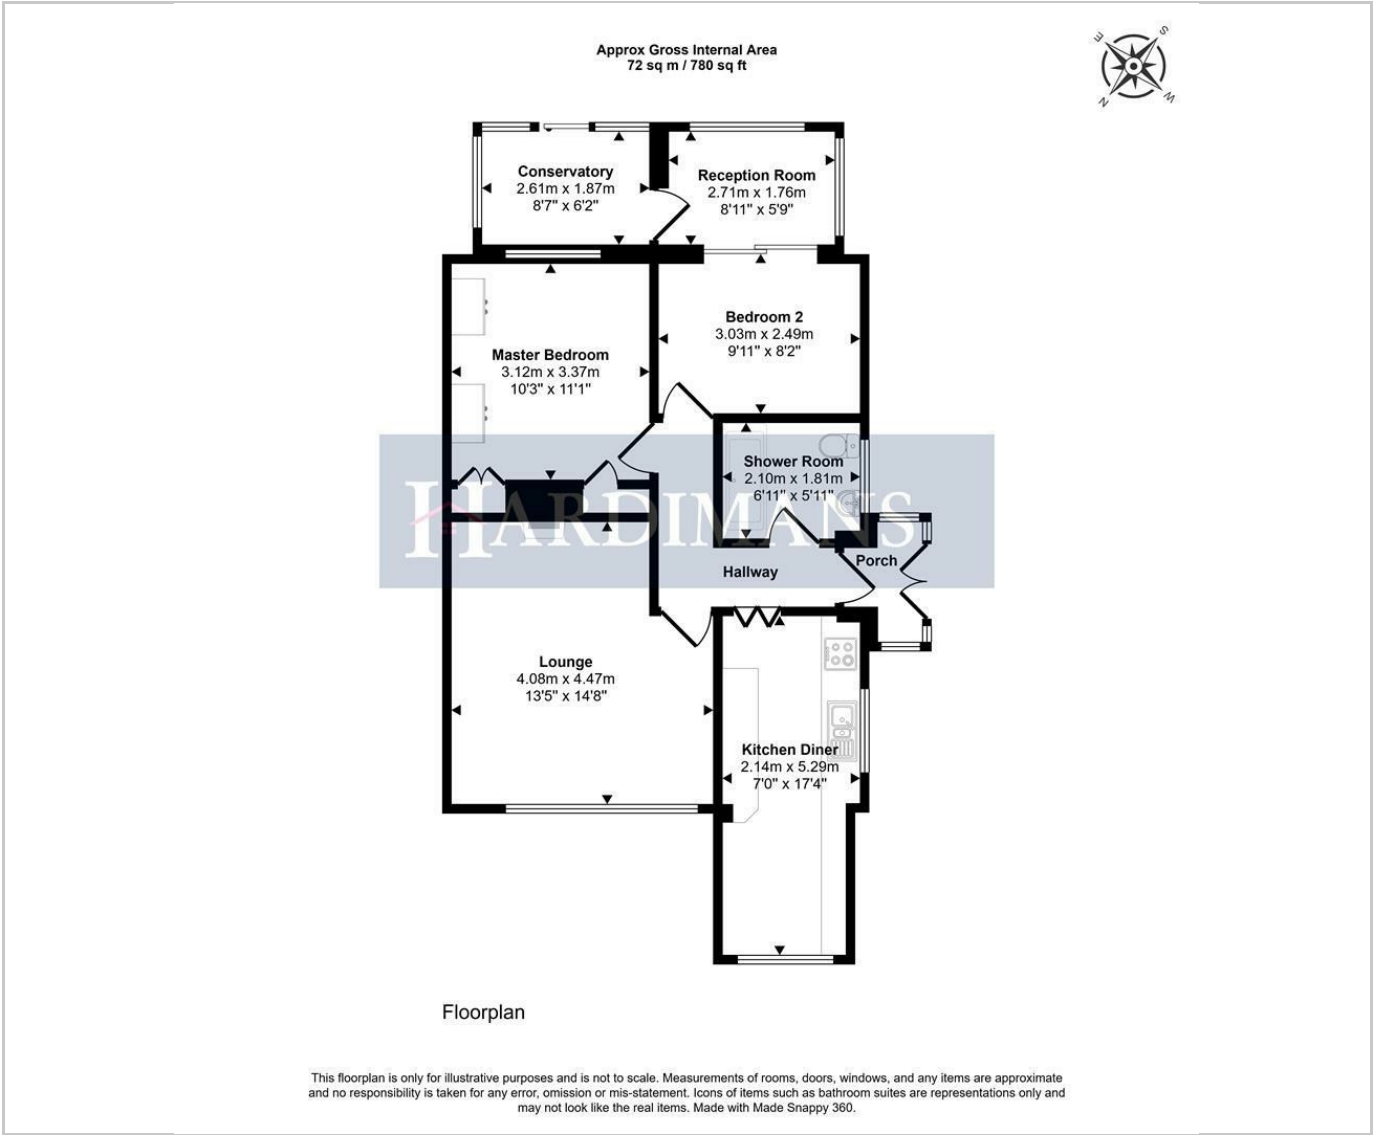 Approx Gross Internal Area
72 sq m / 780 sq ft
E
S
N
W
Conservatory
2.61m x 1.87m
8'7" x 6'2"
Reception Room
2.71m x 1.76m
8'11" x 5'9"
Bedroom 2
3.03m x 2.49m
9'11" x 8'2"
Master Bedroom
3.12m x 3.37m
10'3" x 11'1"
Shower Room
2.10m x 1.81m
6'11" x 5'11"
HARDIMANS
Porch
Hallway
Lounge
4.08m x 4.47m
13'5" x 14'8"
Kitchen Diner
2.14m x 5.29m
7'0" x 17'4"
Floorplan
This floorplan is only for illustrative purposes and is not to scale. Measurements of rooms, doors, windows, and any items are approximate
and no responsibility is taken for any error, omission or mis-statement. Icons of items such as bathroom suites are representations only and
may not look like the real items. Made with Made Snappy 360.